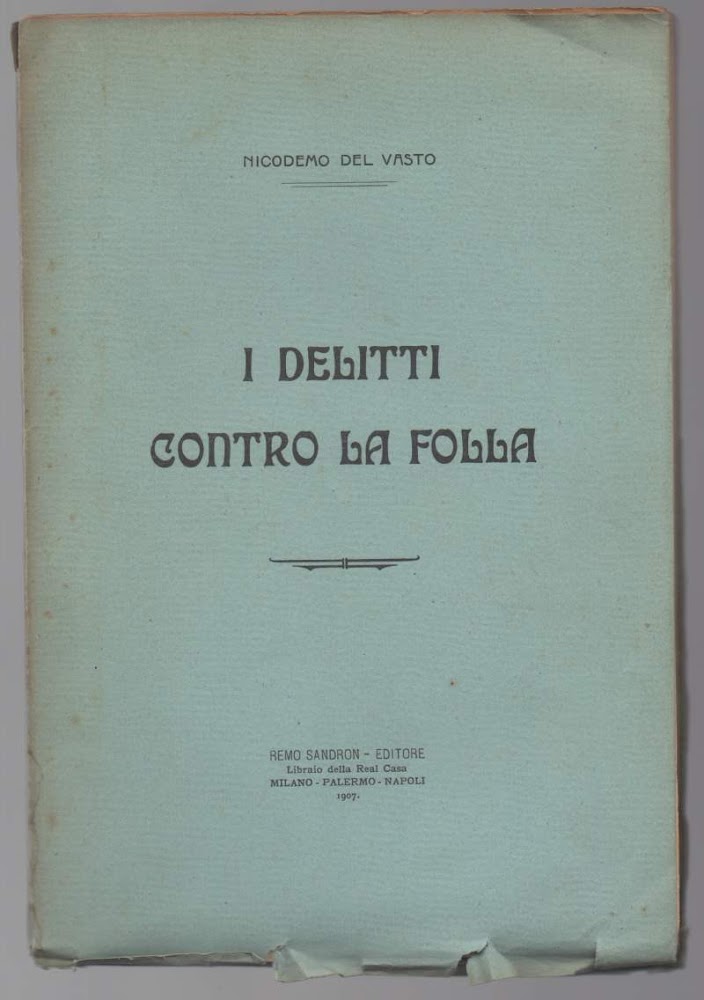 NICODEMO DEL VASTO
I DELITTI
CONTRO LA FOLLA
REMO SANDRON - EDITORE
Libraio della Real Casa
MILANO - PALERMO - NAPOLI
1907.